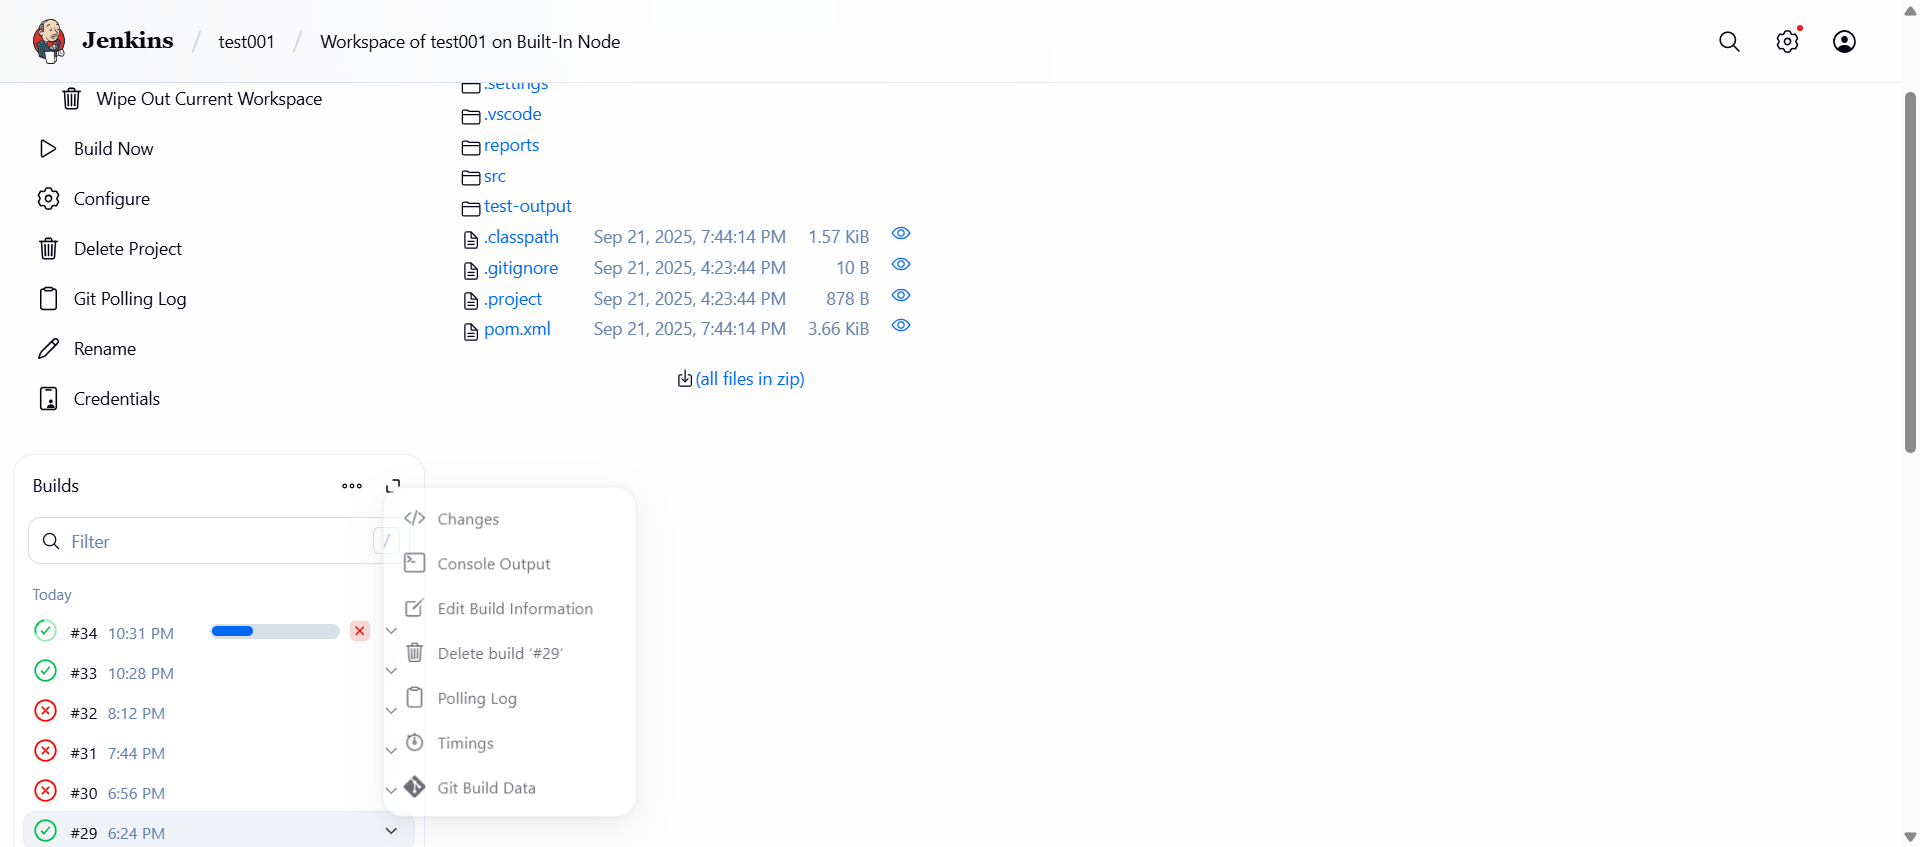 Jenkins / test001 / Workspace of test001 on Built-In Node
Wipe Out Current Workspace
Build Now
Configure
Delete Project
Git Polling Log
Rename
Credentials
.settings
.vscode
reports
src
test-output
.classpath Sep 21, 2025, 7:44:14 PM 1.57 KiB
.gitignore Sep 21, 2025, 4:23:44 PM 10 B
.project Sep 21, 2025, 4:23:44 PM 878 B
pom.xml Sep 21, 2025, 7:44:14 PM 3.66 KiB
(all files in zip)
Builds
Filter /
Today
#34 10:31 PM
#33 10:28 PM
#32 8:12 PM
#31 7:44 PM
#30 6:56 PM
#29 6:24 PM
Changes
Console Output
Edit Build Information
Delete build ‘#29’
Polling Log
Timings
Git Build Data